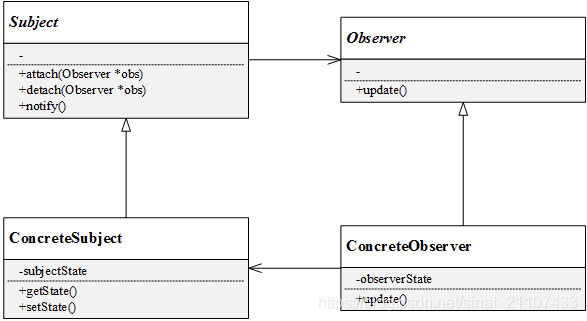 Subject
-
+attach(Observer *obs)
+detach(Observer *obs)
+notify()
Observer
-
+update()
ConcreteSubject
-subjectState
+getState()
+setState()
ConcreteObserver
-observerState
+update()
https://blog.csdn.net/sinat_21107433